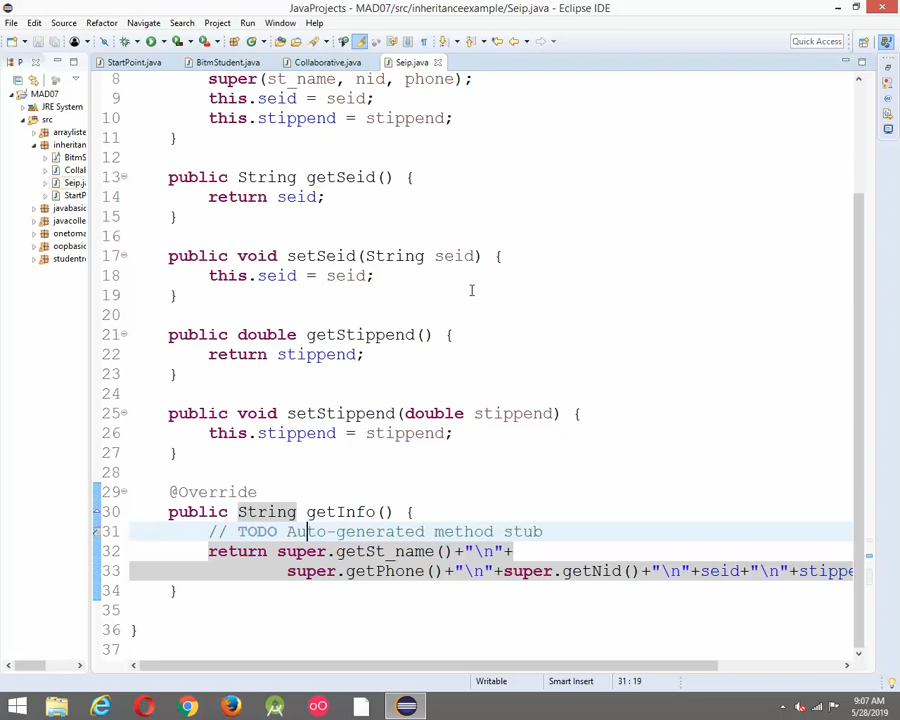 JavaProjects - MAD07/src/inheritanceexample/Seip.java - Eclipse IDE
File Edit Source Refactor Navigate Search Project Run Window Help
Quick Access
P
StartPoint.java BitmStudent.java Collaborative.java Seip.java
MAD07
JRE System
src
arrayliste
inheritan
BitmS
Collab
Seip.ja
StartP
javabasic
javacolle
onetoma
oopbasic
studentre
8 super(st_name, nid, phone);
9 this.seid = seid;
10 this.stippend = stippend;
11 }
12
13 public String getSeid() {
14 return seid;
15 }
16
17 public void setSeid(String seid) {
18 this.seid = seid;
19 }
20
21 public double getStippend() {
22 return stippend;
23 }
24
25 public void setStippend(double stippend) {
26 this.stippend = stippend;
27 }
28
29 @Override
30 public String getInfo() {
31 // TODO Auto-generated method stub
32 return super.getSt_name()+"\n"+
33 super.getPhone()+"\n"+super.getNid()+"\n"+seid+"\n"+stippe
34 }
35
36 }
37
Writable Smart Insert 31 : 19
9:07 AM
5/28/2019